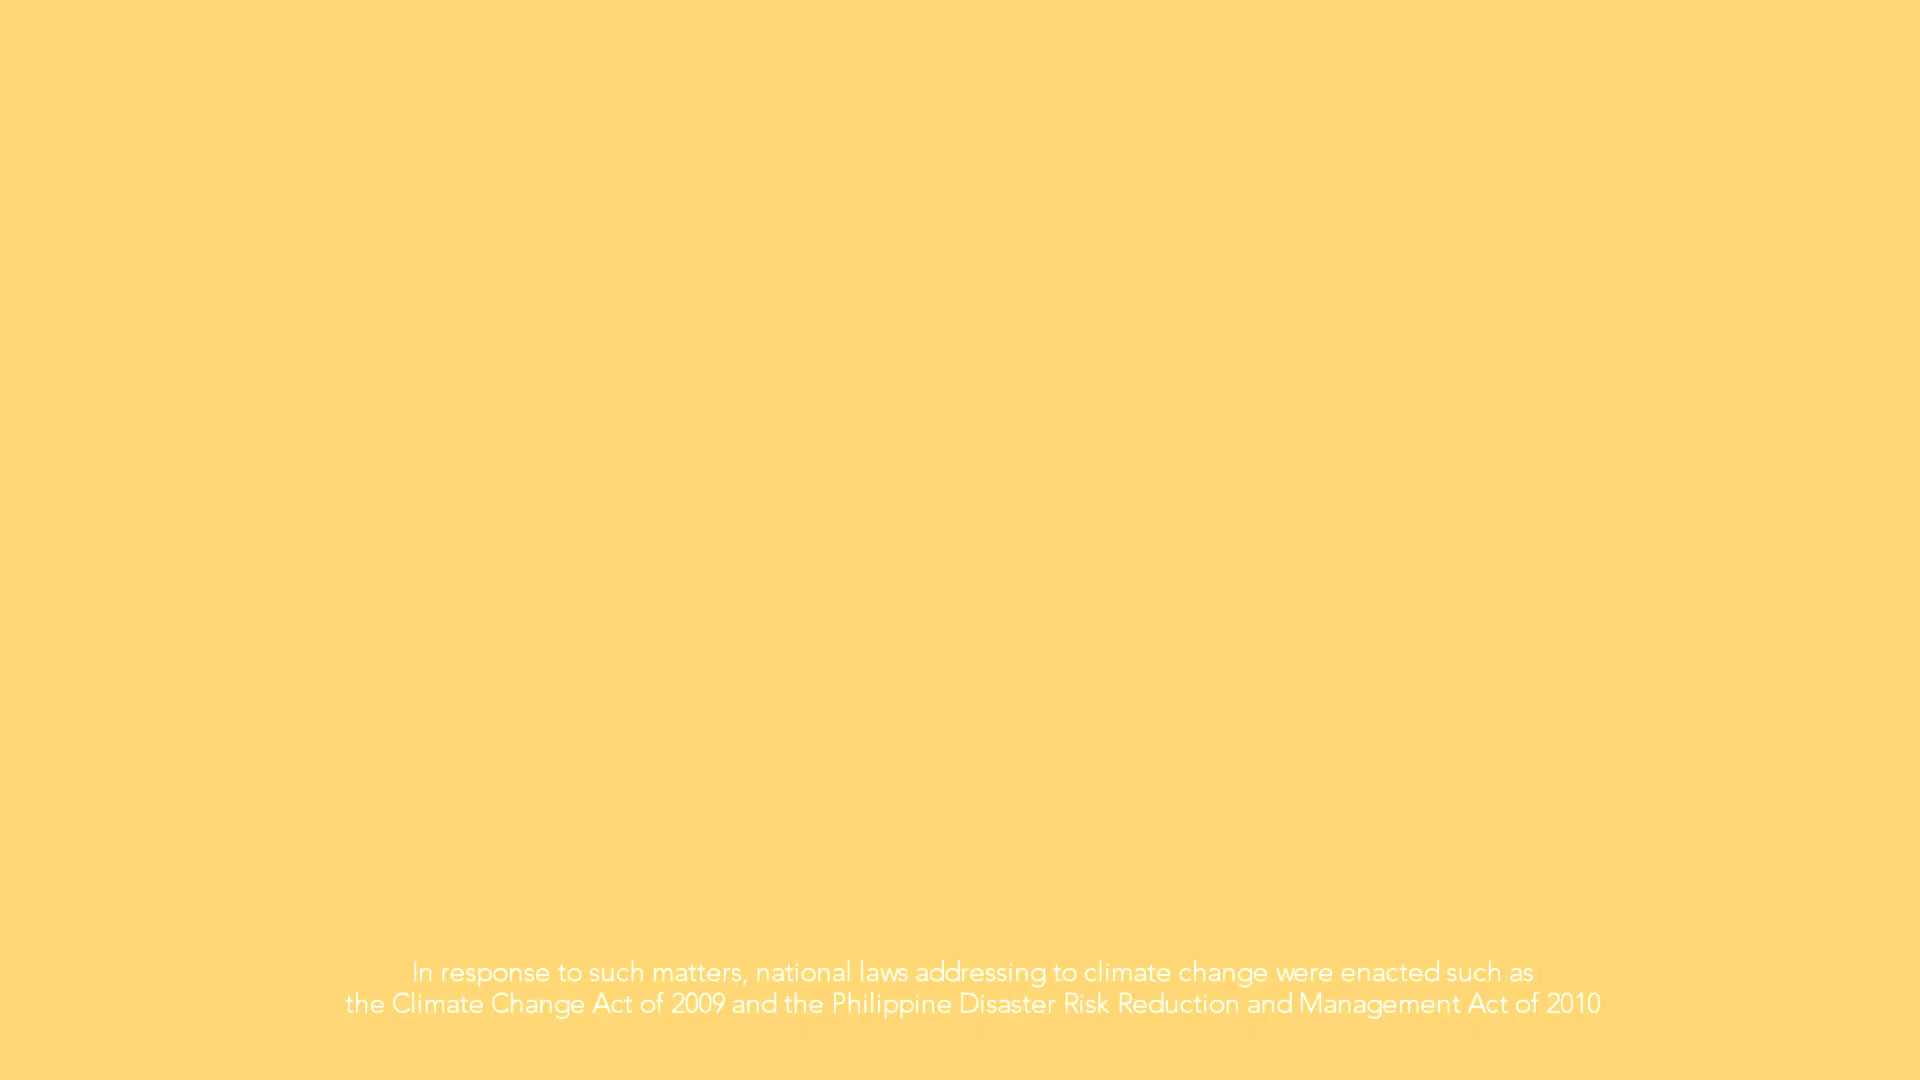 In response to such matters, national laws addressing to climate change were enacted such as
the Climate Change Act of 2009 and the Philippine Disaster Risk Reduction and Management Act of 2010